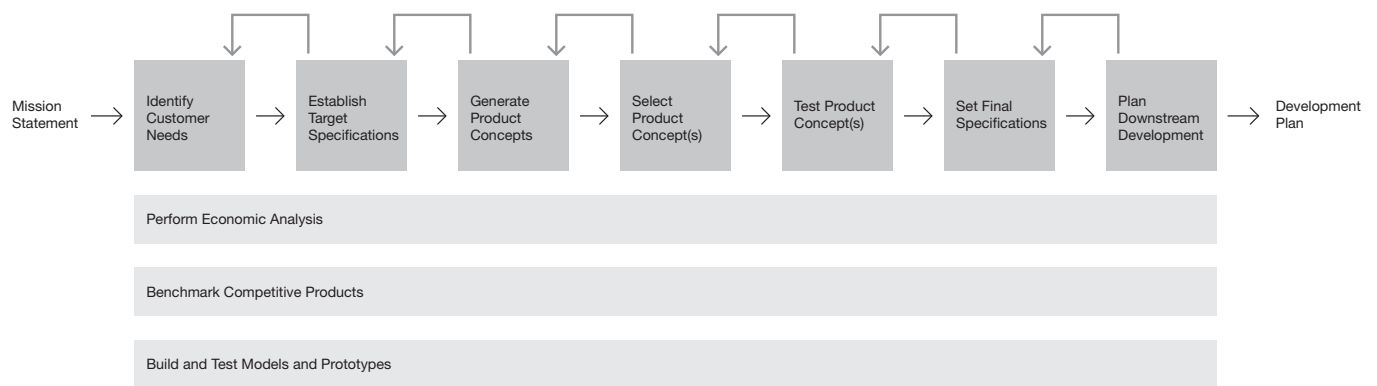 Mission
Statement
Identify
Customer
Needs
Establish
Target
Specifications
Generate
Product
Concepts
Select
Product
Concept(s)
Test Product
Concept(s)
Set Final
Specifications
Plan
Downstream
Development
Development
Plan
Perform Economic Analysis
Benchmark Competitive Products
Build and Test Models and Prototypes